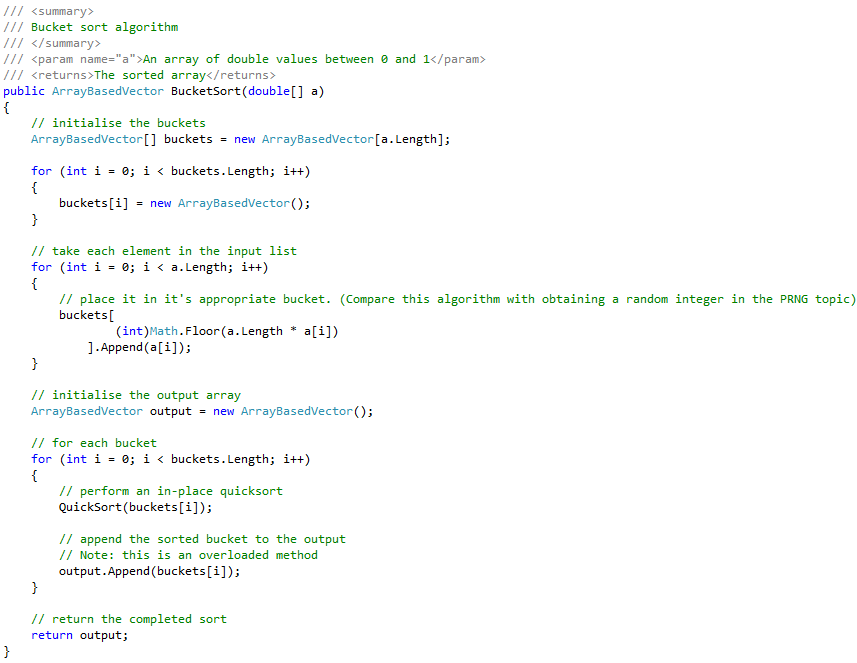 /// <summary>
/// Bucket sort algorithm
/// </summary>
/// <param name="a">An array of double values between 0 and 1</param>
/// <returns>The sorted array</returns>
public ArrayBasedVector BucketSort(double[] a)
{
    // initialise the buckets
    ArrayBasedVector[] buckets = new ArrayBasedVector[a.Length];

    for (int i = 0; i < buckets.Length; i++)
    {
        buckets[i] = new ArrayBasedVector();
    }

    // take each element in the input list
    for (int i = 0; i < a.Length; i++)
    {
        // place it in it's appropriate bucket. (Compare this algorithm with obtaining a random integer in the PRNG topic)
        buckets[
                (int)Math.Floor(a.Length * a[i])
            ].Append(a[i]);
    }

    // initialise the output array
    ArrayBasedVector output = new ArrayBasedVector();

    // for each bucket
    for (int i = 0; i < buckets.Length; i++)
    {
        // perform an in-place quicksort
        QuickSort(buckets[i]);

        // append the sorted bucket to the output
        // Note: this is an overloaded method
        output.Append(buckets[i]);
    }

    // return the completed sort
    return output;
}